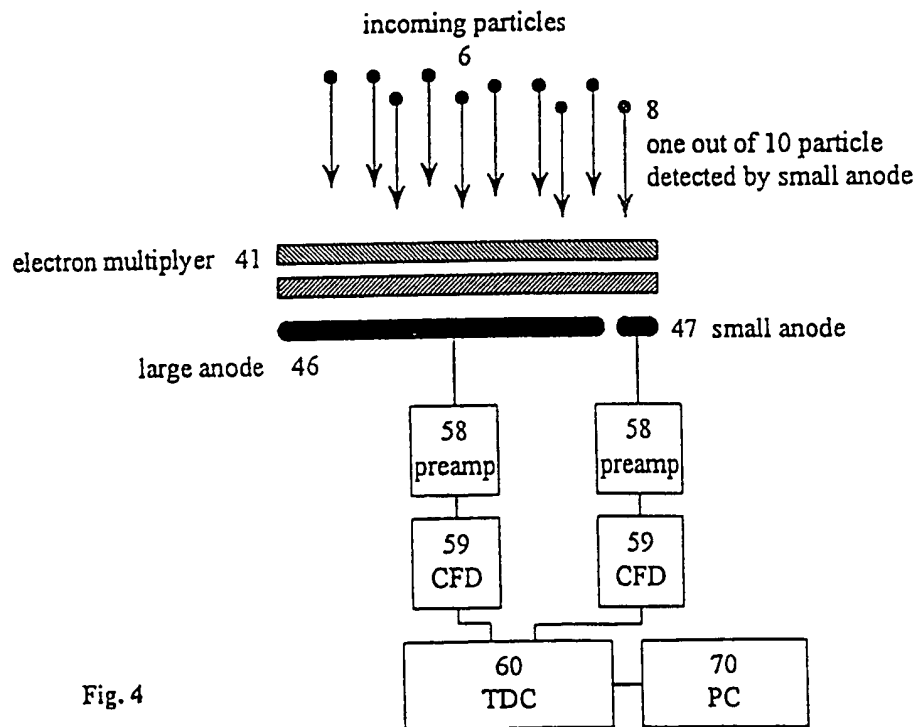 incoming particles
6
8
one out of 10 particle
detected by small anode
electron multiplyer 41
47 small anode
large anode 46
58
preamp
58
preamp
59
CFD
59
CFD
60
TDC
70
PC
Fig. 4